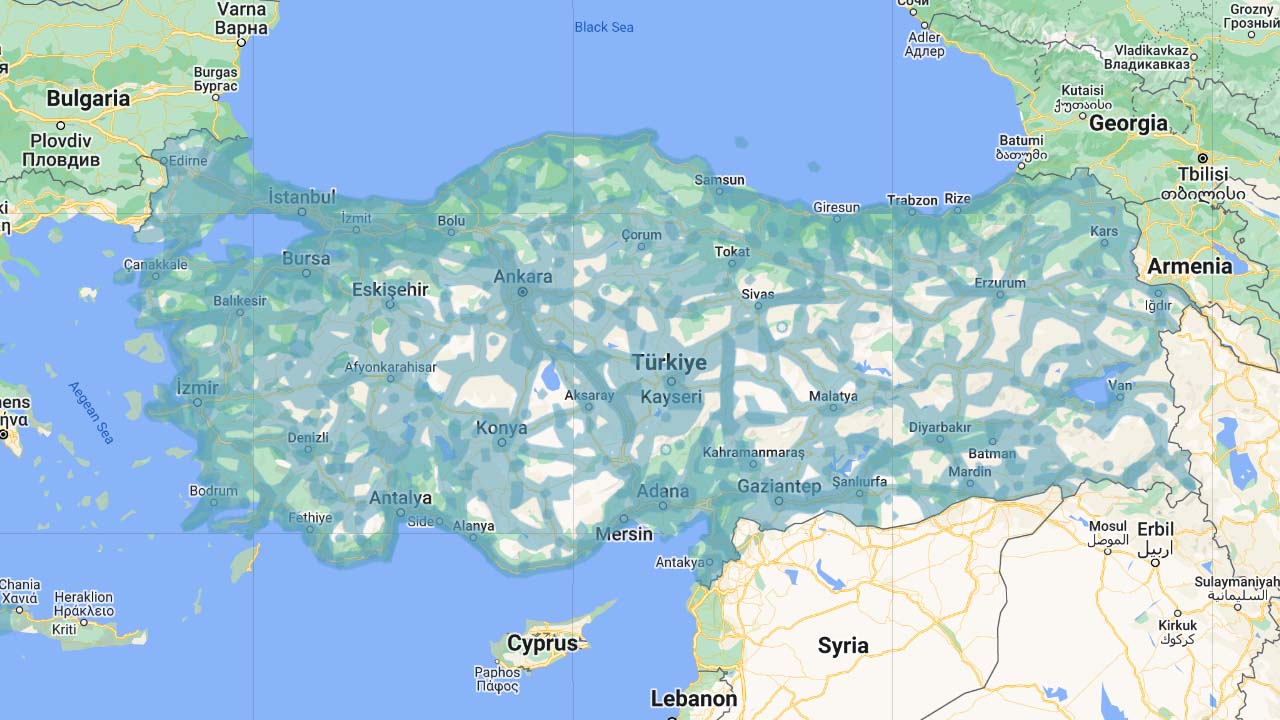 Varna
Варна
Black Sea
Сочи
Adler
Адлер
Grozny
Грозный
Vladikavkaz
Владикавказ
Burgas
Бургас
Bulgaria
Plovdiv
Пловдив
Kutaisi
ქუთაისი
Georgia
Batumi
ბათუმი
Tbilisi
თბილისი
Edirne
İstanbul
İzmit
Bolu
Samsun
Giresun
Trabzon
Rize
Kars
Çorum
Tokat
Armenia
Çanakkale
Bursa
Ankara
Eskişehir
Balıkesir
Sivas
Erzurum
Iğdır
Türkiye
Afyonkarahisar
İzmir
Aksaray
Kayseri
Malatya
Van
Aegean Sea
ens
ήνα
Konya
Denizli
Diyarbakır
Batman
Kahramanmaraş
Mardin
Bodrum
Antalya
Adana
Gaziantep
Şanlıurfa
Fethiye
Side
Alanya
Mersin
Antakya
Mosul
الموصل
Erbil
أربيل
Chania
Χανιά
Heraklion
Ηράκλειο
Kriti
Sulaymaniyah
السليمانية
Kirkuk
كركوك
Cyprus
Paphos
Πάφος
Syria
Lebanon